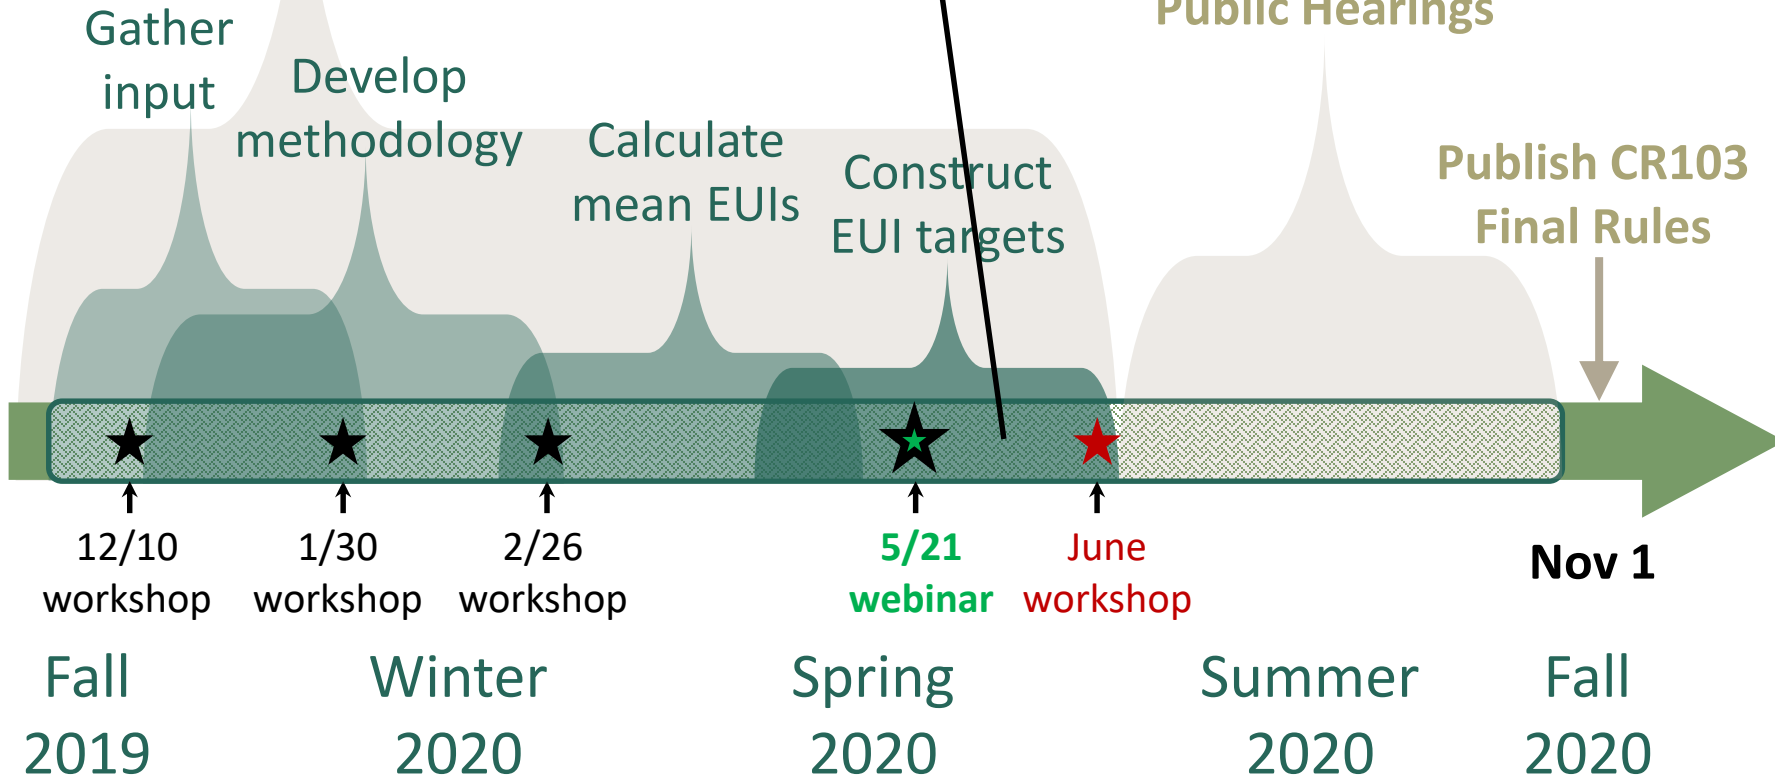 Public Hearings
Gather
input
Develop
methodology
Calculate
mean EUIs
Construct
EUI targets
Publish CR103
Final Rules
12/10
workshop
1/30
workshop
2/26
workshop
5/21
webinar
June
workshop
Nov 1
Fall
2019
Winter
2020
Spring
2020
Summer
2020
Fall
2020